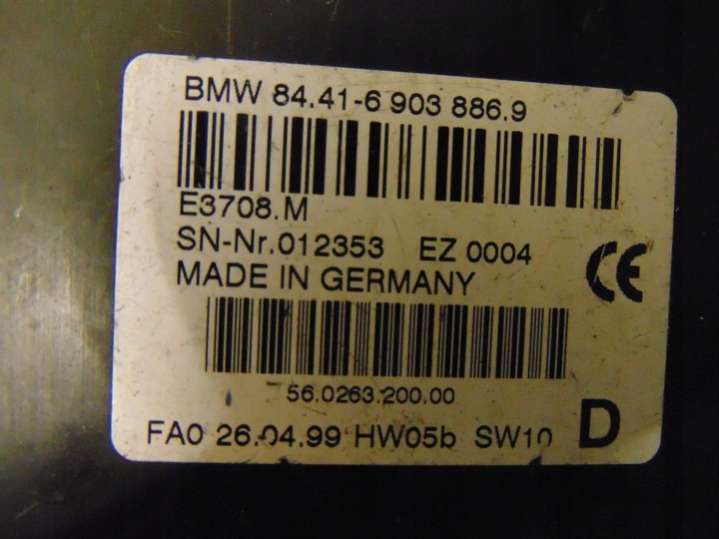 BMW 84.41-6 903 886.9
E3708.M
SN-Nr.012353 EZ 0004
MADE IN GERMANY CE
56.0263.200.00
FA0 26.04.99 HW05b SW10 D